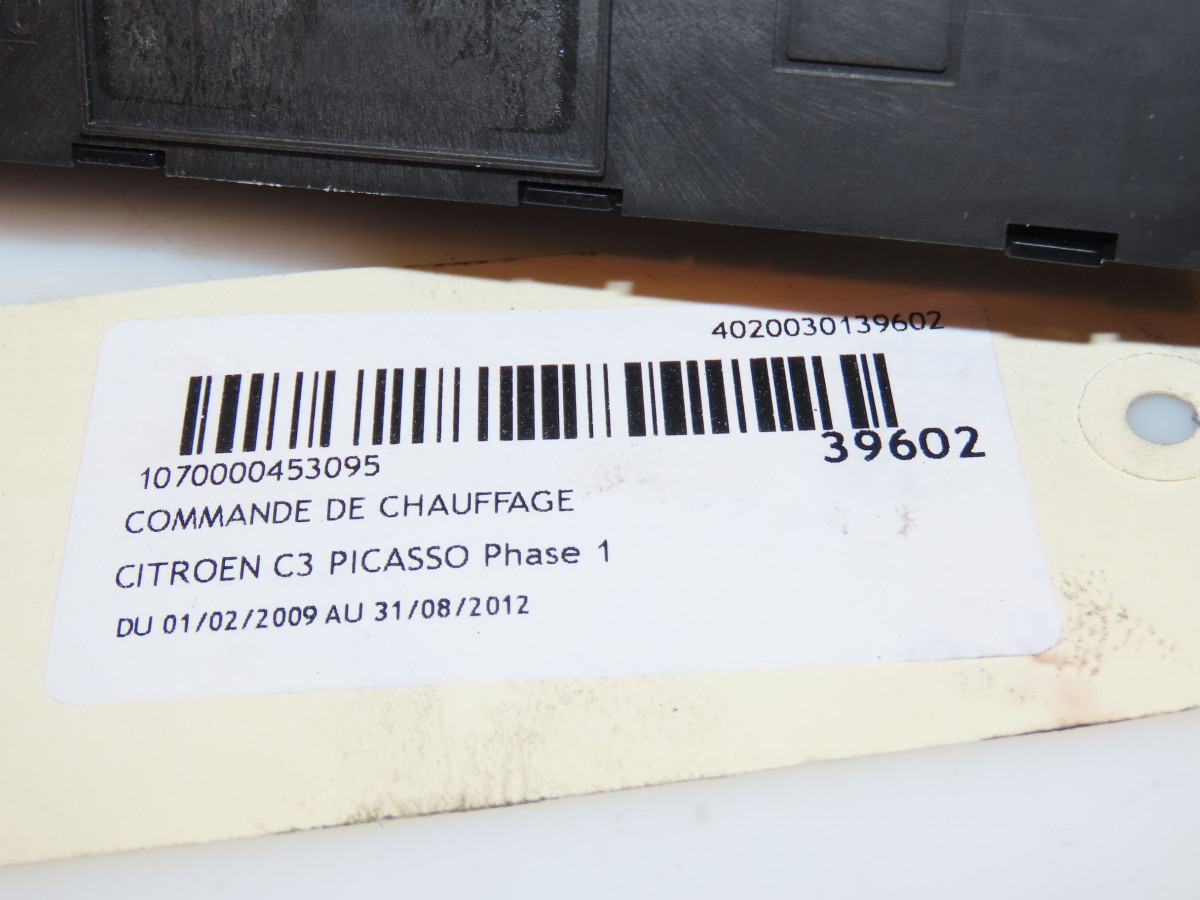 4020030139602
39602
1070000453095
COMMANDE DE CHAUFFAGE
CITROEN C3 PICASSO Phase 1
DU 01/02/2009 AU 31/08/2012